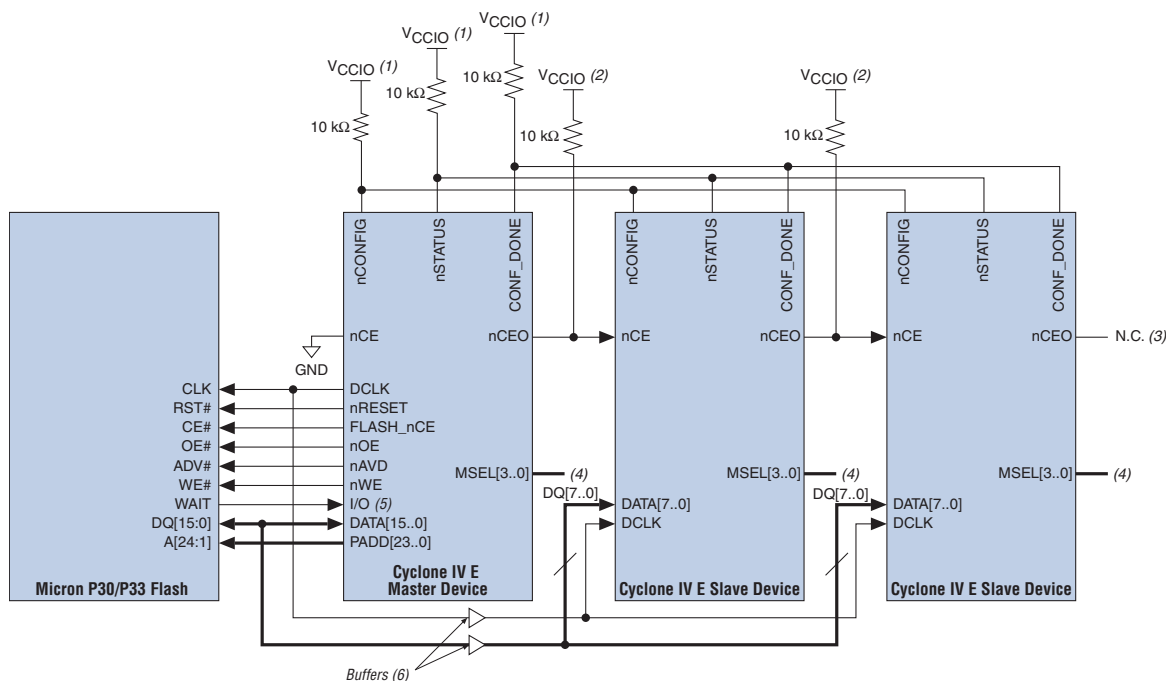 VCCIO (1)
VCCIO (1)
VCCIO (1)
VCCIO (2)
VCCIO (2)
10 kΩ
10 kΩ
10 kΩ
10 kΩ
10 kΩ
nCONFIG
nSTATUS
CONF_DONE
nCONFIG
nSTATUS
CONF_DONE
nCONFIG
nSTATUS
CONF_DONE
nCE
nCEO
nCE
nCEO
nCE
nCEO
N.C. (3)
GND
CLK
DCLK
RST#
nRESET
CE#
FLASH_nCE
OE#
nOE
ADV#
nAVD
WE#
nWE
WAIT
I/O (5)
DQ[15:0]
DATA[15..0]
A[24:1]
PADD[23..0]
MSEL[3..0]
(4)
MSEL[3..0]
(4)
MSEL[3..0]
(4)
DQ[7..0]
DATA[7..0]
DCLK
DQ[7..0]
DATA[7..0]
DCLK
Micron P30/P33 Flash
Cyclone IV E
Master Device
Cyclone IV E Slave Device
Cyclone IV E Slave Device
Buffers (6)